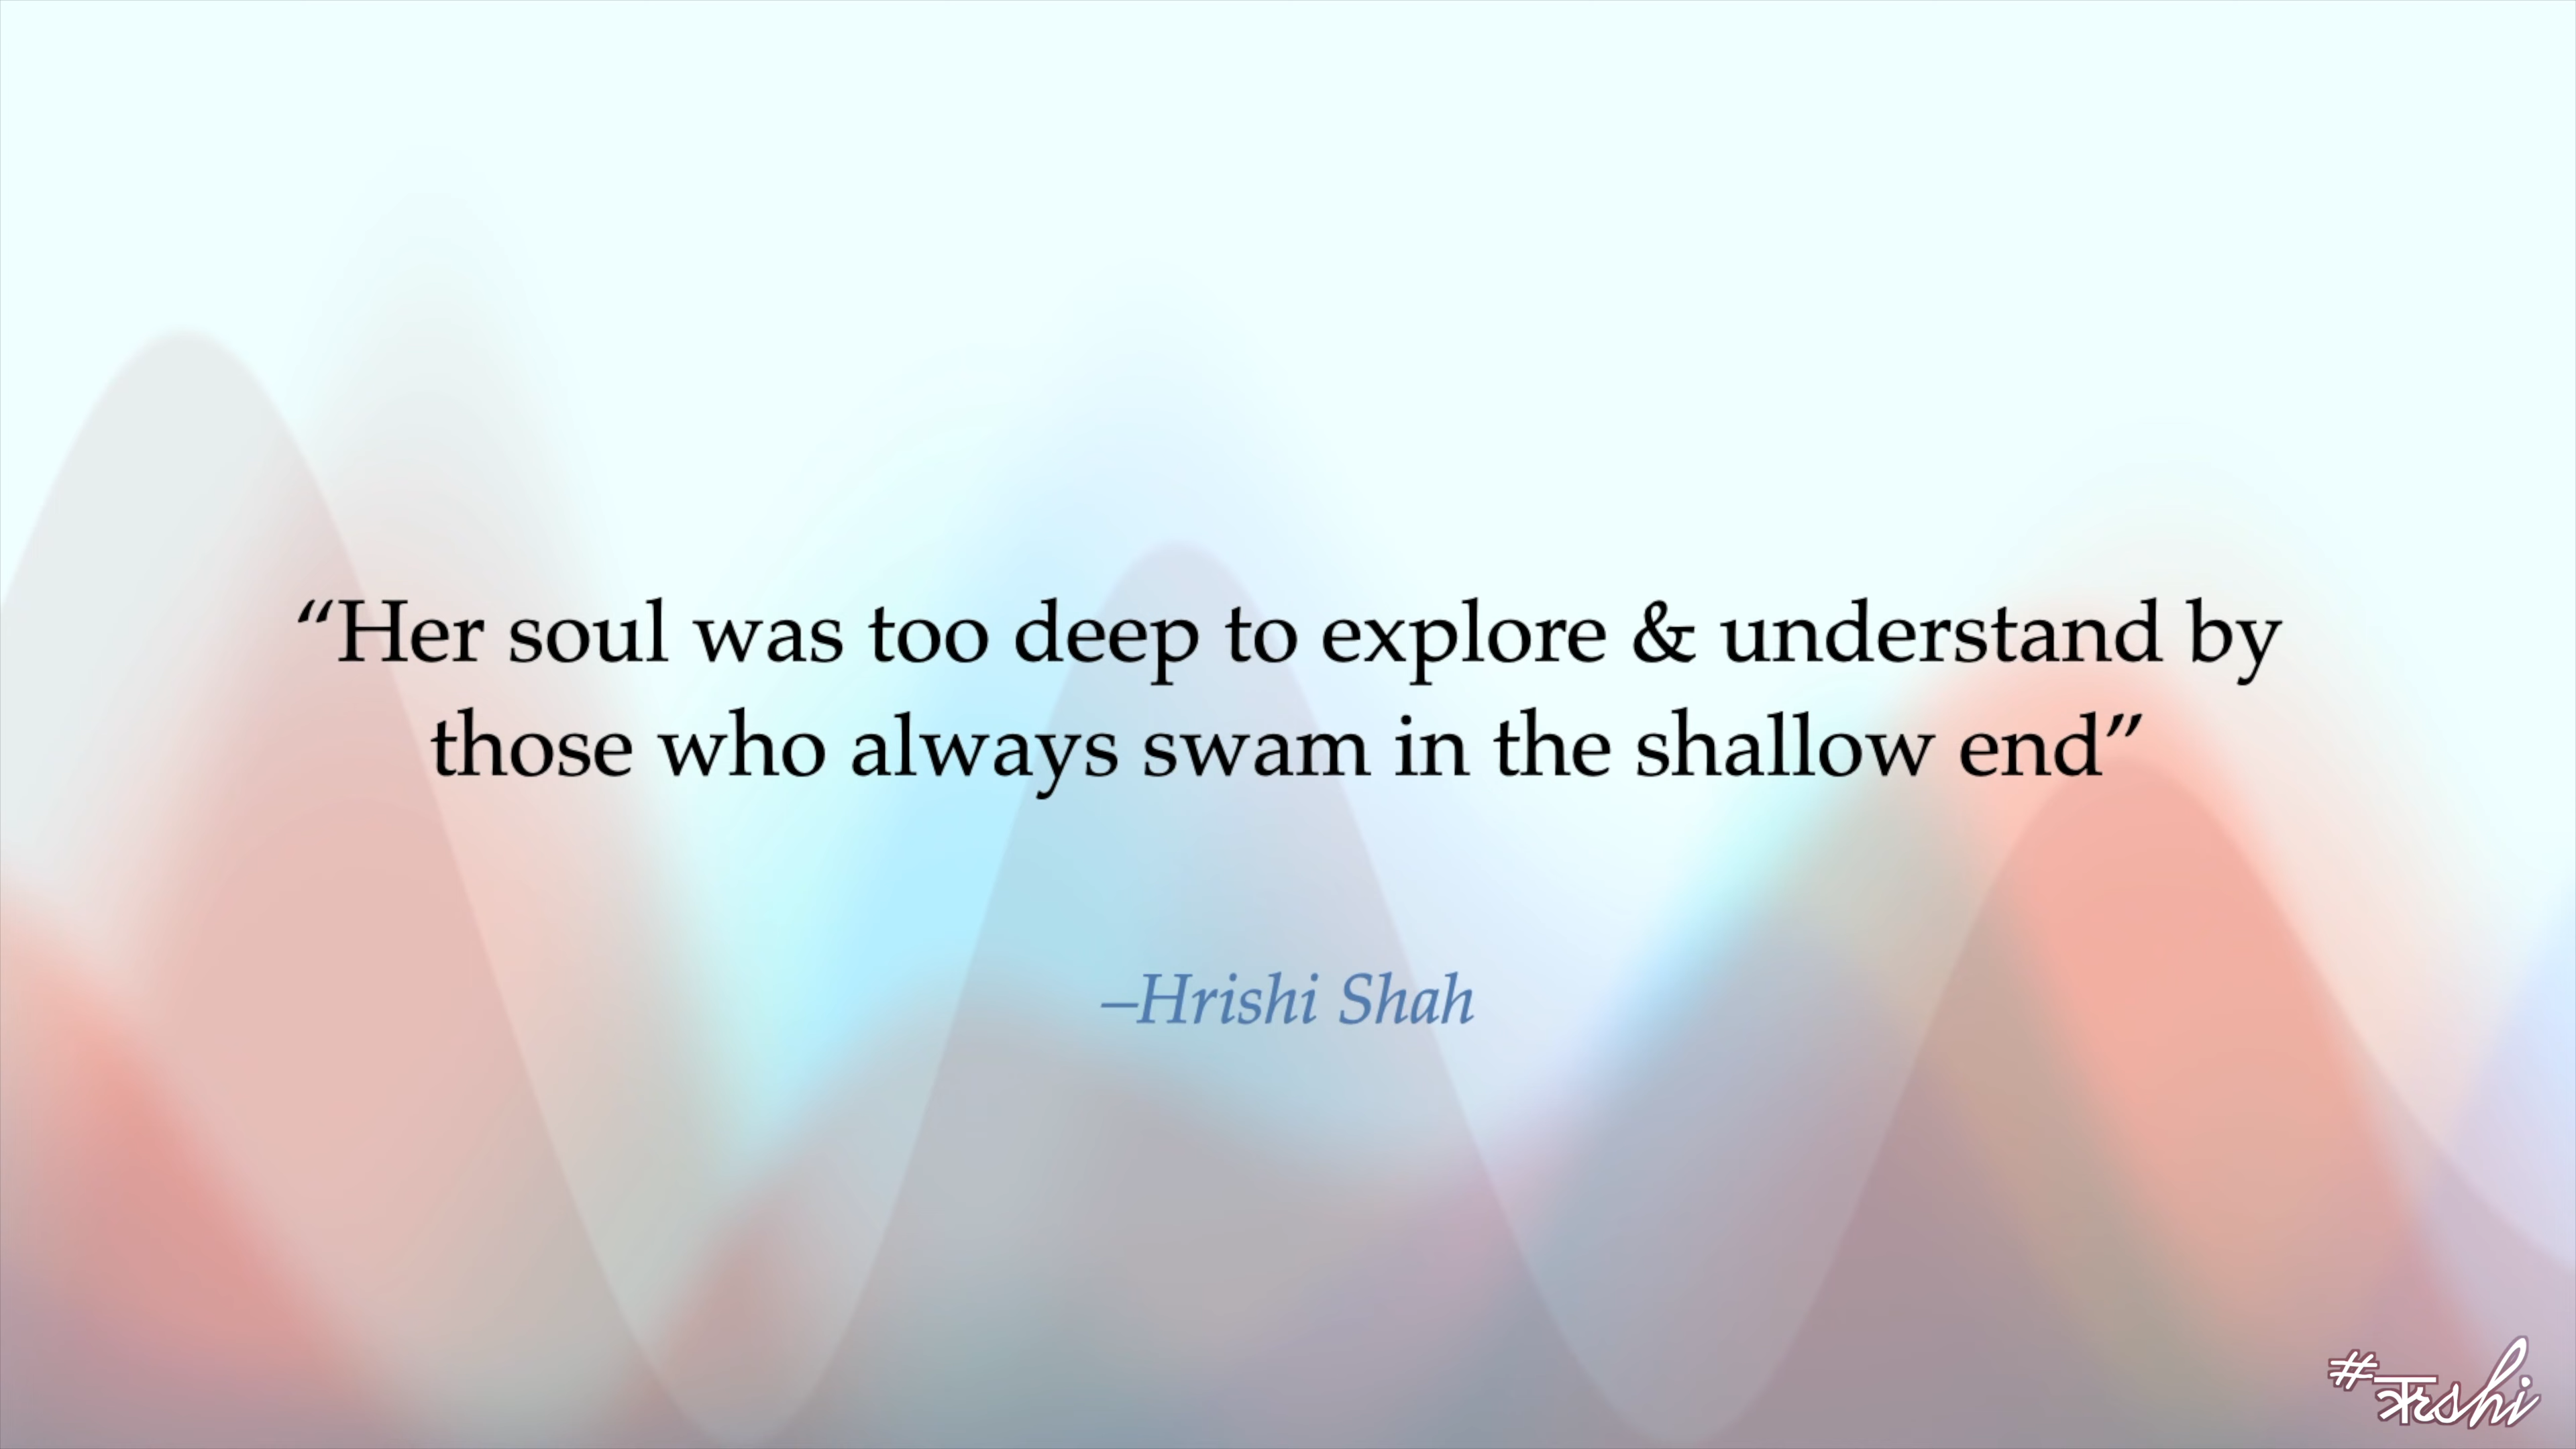 “Her soul was too deep to explore & understand by
those who always swam in the shallow end”
–Hrishi Shah
#ऋshi